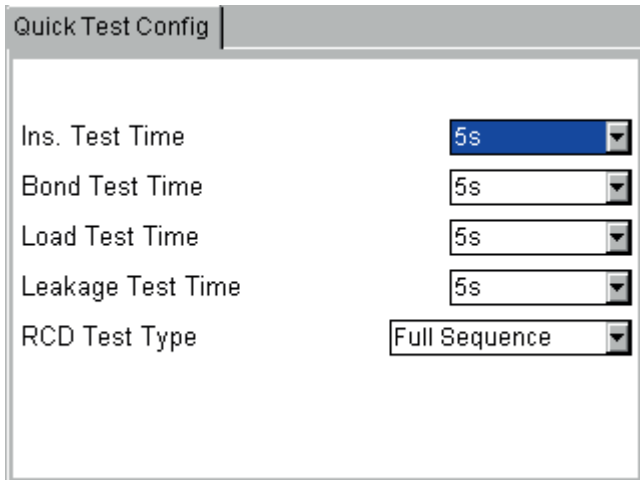 Quick Test Config
Ins. Test Time 5s
Bond Test Time 5s
Load Test Time 5s
Leakage Test Time 5s
RCD Test Type Full Sequence